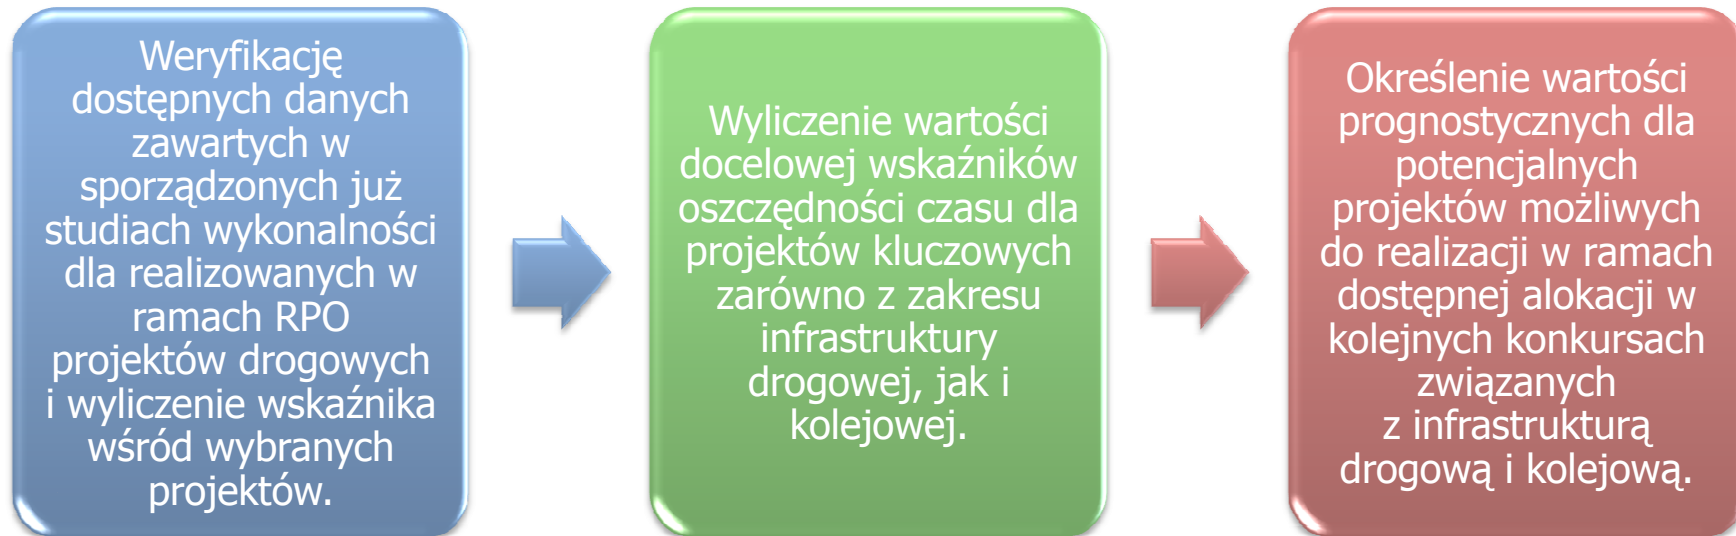 Weryfikację
dostępnych danych
zawartych w
sporządzonych już
studiach wykonalności
dla realizowanych w
ramach RPO
projektów drogowych
i wyliczenie wskaźnika
wśród wybranych
projektów.
Wyliczenie wartości
docelowej wskaźników
oszczędności czasu dla
projektów kluczowych
zarówno z zakresu
infrastruktury
drogowej, jak i
kolejowej.
Określenie wartości
prognostycznych dla
potencjalnych
projektów możliwych
do realizacji w ramach
dostępnej alokacji w
kolejnych konkursach
związanych
z infrastrukturą
drogową i kolejową.